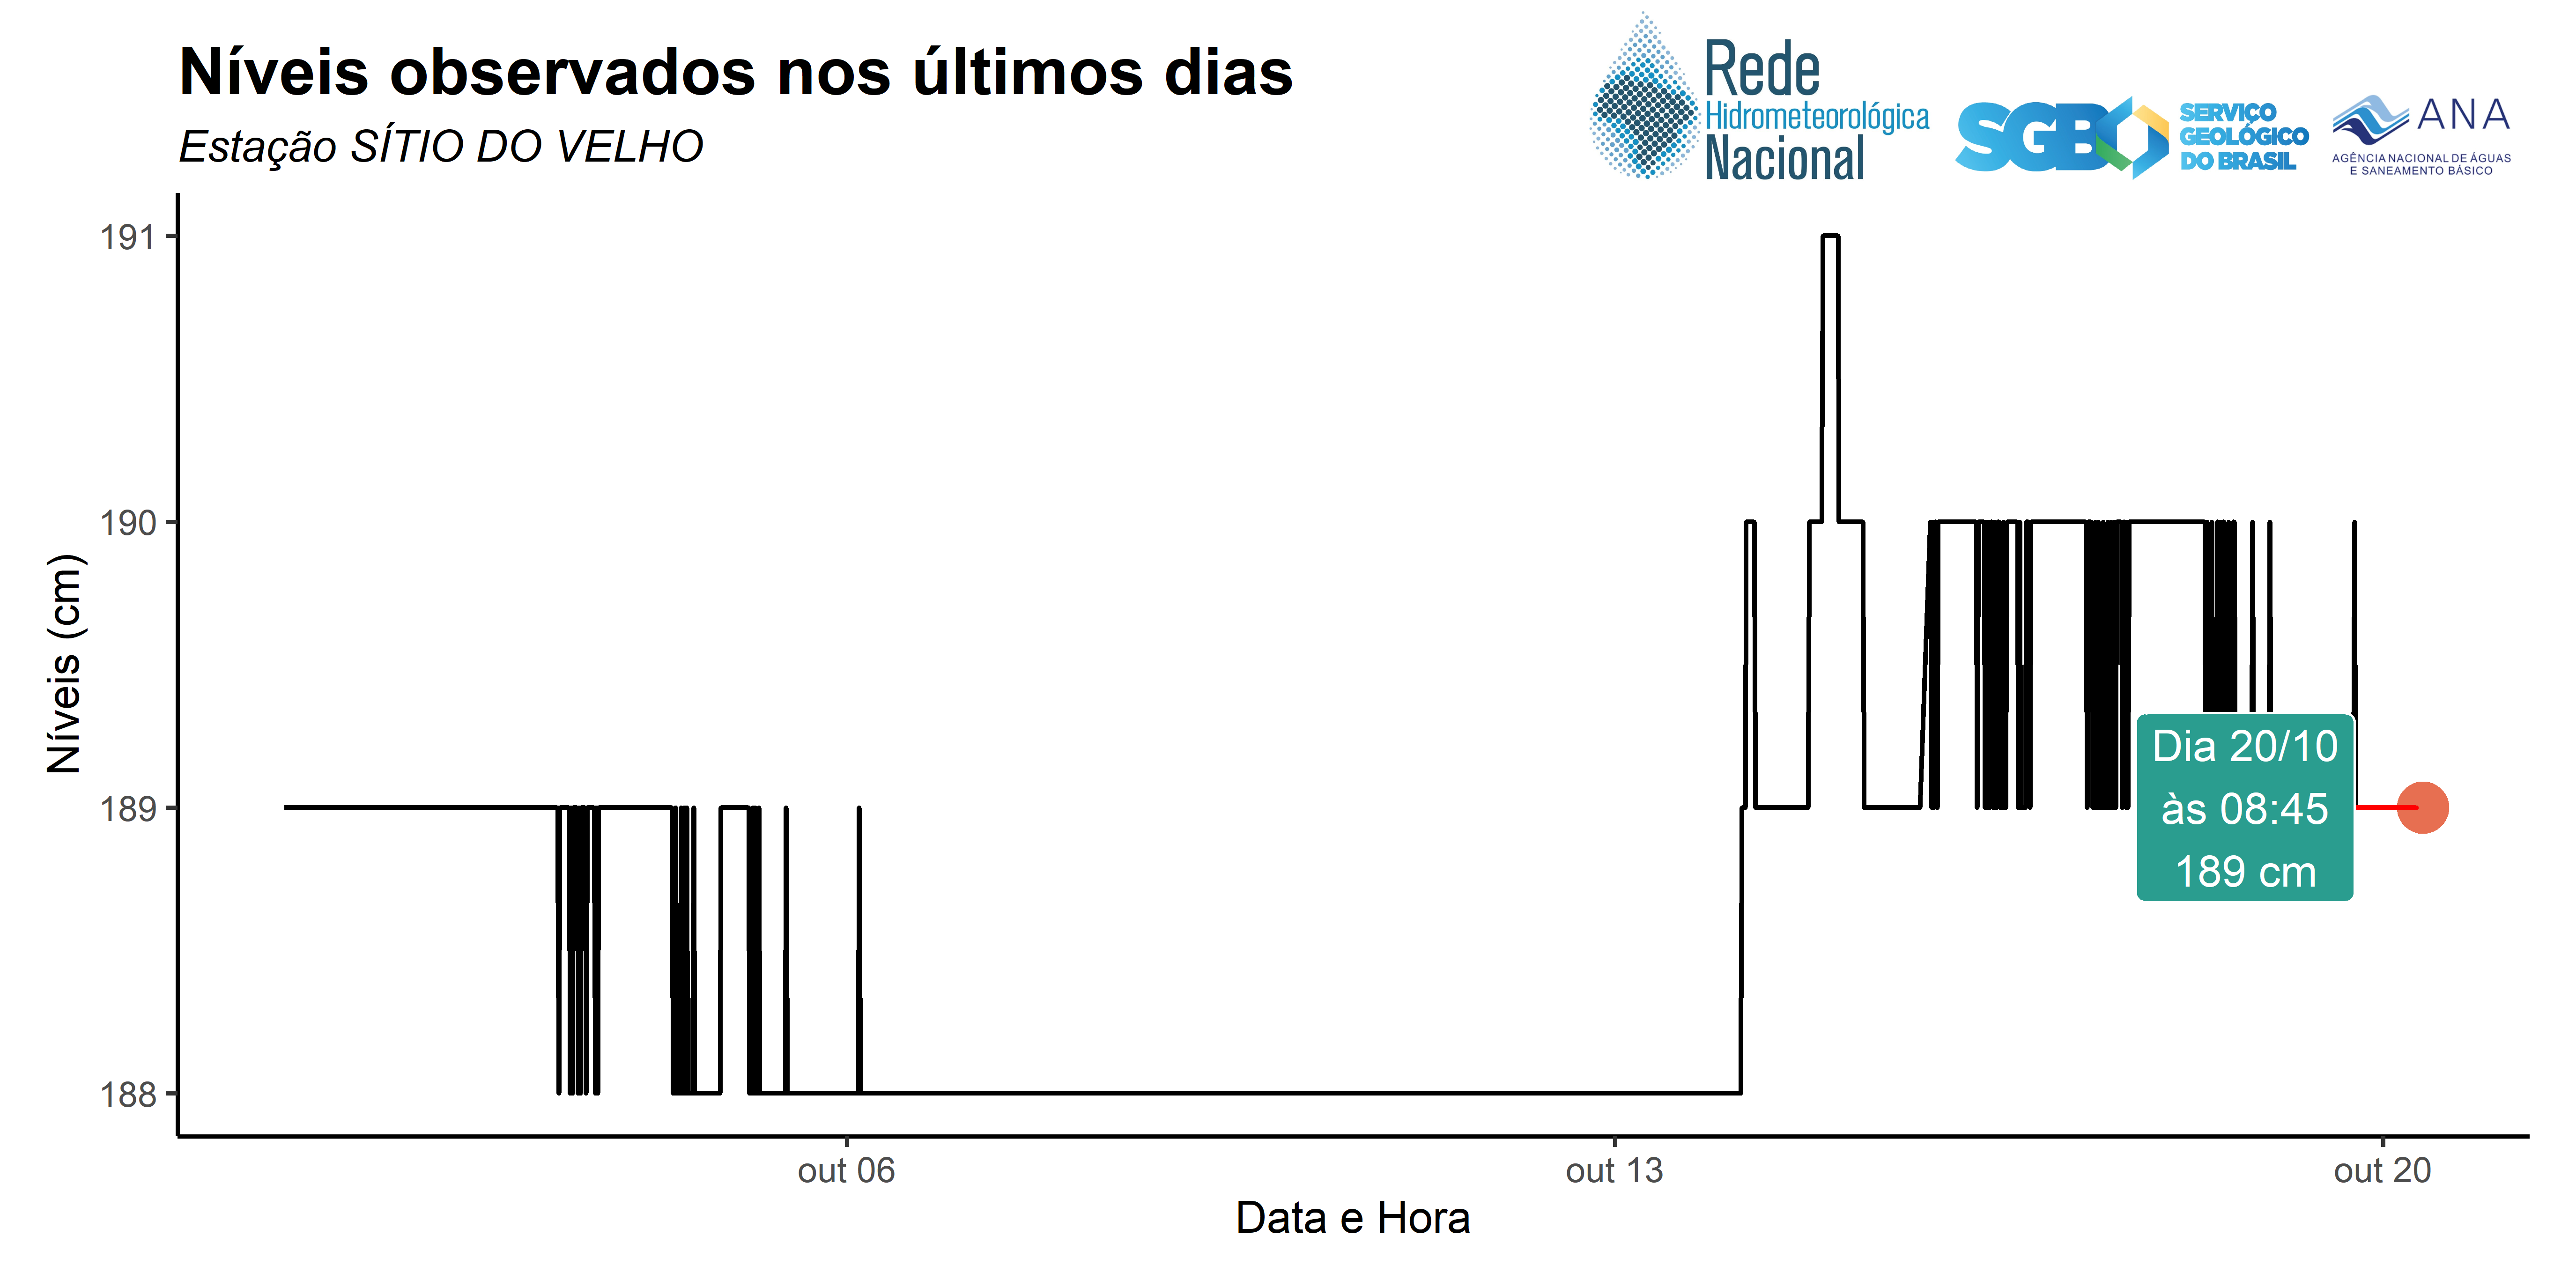 Níveis observados nos últimos dias
Estação SÍTIO DO VELHO
Rede
Hidrometeorológica
Nacional
SGB
SERVIÇO
GEOLÓGICO
DO BRASIL
ANA
AGÊNCIA NACIONAL DE ÁGUAS
E SANEAMENTO BÁSICO
191
190
189
188
Níveis (cm)
Dia 20/10
às 08:45
189 cm
out 06
out 13
out 20
Data e Hora